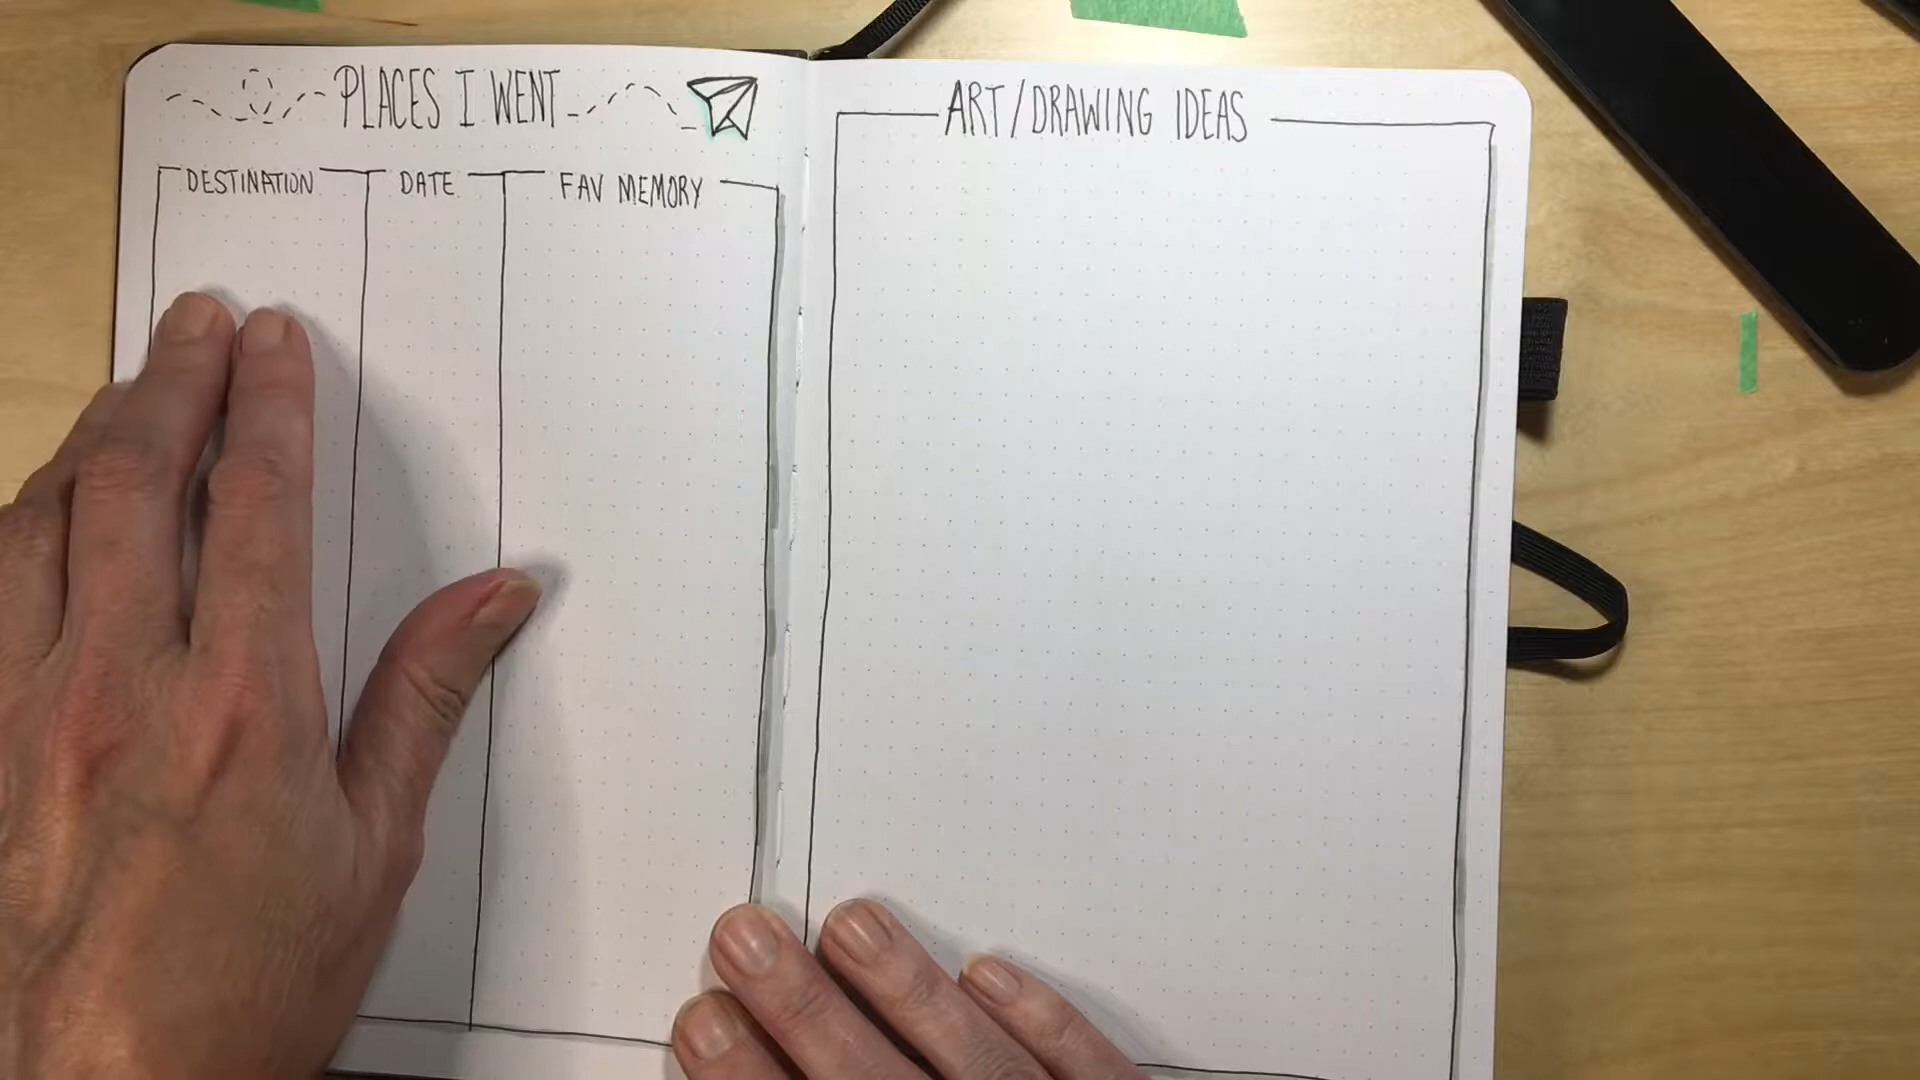 PLACES I WENT
DESTINATION DATE FAV MEMORY
ART/DRAWING IDEAS